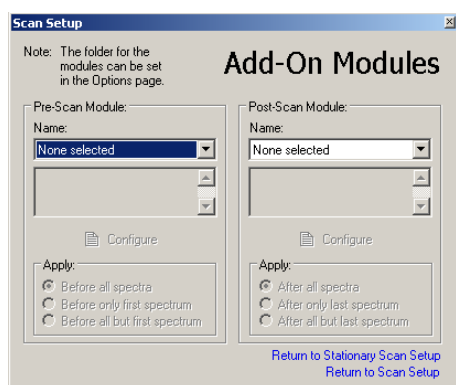 Scan Setup
Note: The folder for the
modules can be set
in the Options page.
Add-On Modules
Pre-Scan Module:
Name:
None selected
Configure
Apply:
Before all spectra
Before only first spectrum
Before all but first spectrum
Post-Scan Module:
Name:
None selected
Configure
Apply:
After all spectra
After only last spectrum
After all but last spectrum
Return to Stationary Scan Setup
Return to Scan Setup